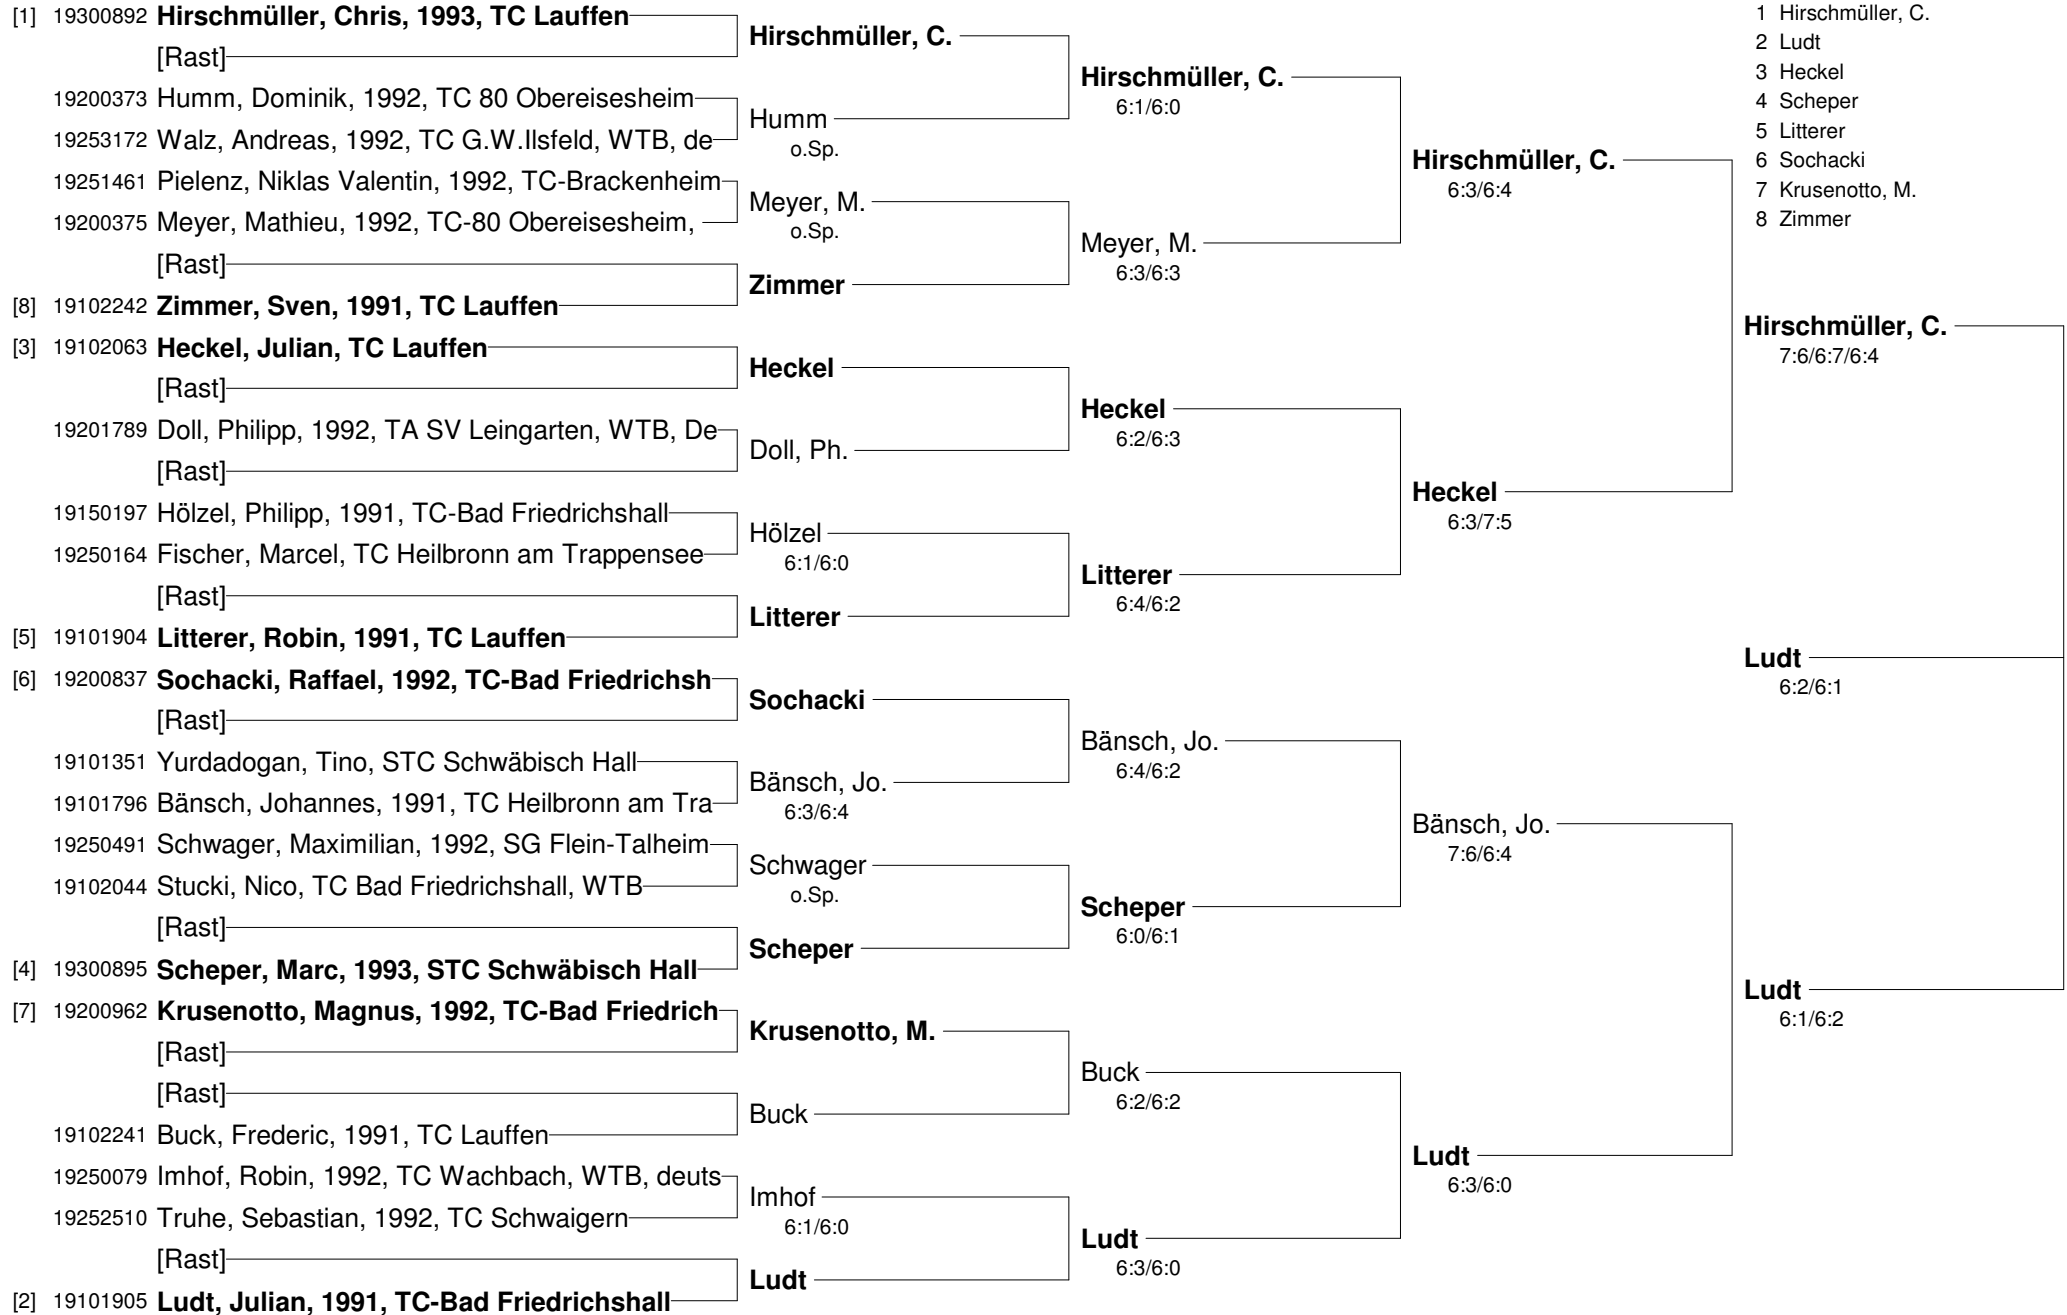 [1] 19300892 Hirschmüller, Chris, 1993, TC Lauffen
[Rast]
19200373 Humm, Dominik, 1992, TC 80 Obereisesheim
19253172 Walz, Andreas, 1992, TC G.W.Ilsfeld, WTB, de
19251461 Pielenz, Niklas Valentin, 1992, TC-Brackenheim
19200375 Meyer, Mathieu, 1992, TC-80 Obereisesheim,
[Rast]
[8] 19102242 Zimmer, Sven, 1991, TC Lauffen
[3] 19102063 Heckel, Julian, TC Lauffen
[Rast]
19201789 Doll, Philipp, 1992, TA SV Leingarten, WTB, De
[Rast]
19150197 Hölzel, Philipp, 1991, TC-Bad Friedrichshall
19250164 Fischer, Marcel, TC Heilbronn am Trappensee
[Rast]
[5] 19101904 Litterer, Robin, 1991, TC Lauffen
[6] 19200837 Sochacki, Raffael, 1992, TC-Bad Friedrichsh
[Rast]
19101351 Yurdadogan, Tino, STC Schwäbisch Hall
19101796 Bänsch, Johannes, 1991, TC Heilbronn am Tra
19250491 Schwager, Maximilian, 1992, SG Flein-Talheim
19102044 Stucki, Nico, TC Bad Friedrichshall, WTB
[Rast]
[4] 19300895 Scheper, Marc, 1993, STC Schwäbisch Hall
[7] 19200962 Krusenotto, Magnus, 1992, TC-Bad Friedrich
[Rast]
[Rast]
19102241 Buck, Frederic, 1991, TC Lauffen
19250079 Imhof, Robin, 1992, TC Wachbach, WTB, deuts
19252510 Truhe, Sebastian, 1992, TC Schwaigern
[Rast]
[2] 19101905 Ludt, Julian, 1991, TC-Bad Friedrichshall
Hirschmüller, C.
Humm
o.Sp.
Meyer, M.
o.Sp.
Zimmer
Heckel
Doll, Ph.
Hölzel
6:1/6:0
Litterer
Sochacki
Bänsch, Jo.
6:3/6:4
Schwager
o.Sp.
Scheper
Krusenotto, M.
Buck
Imhof
6:1/6:0
Ludt
Hirschmüller, C.
6:1/6:0
Meyer, M.
6:3/6:3
Heckel
6:2/6:3
Litterer
6:4/6:2
Bänsch, Jo.
6:4/6:2
Scheper
6:0/6:1
Buck
6:2/6:2
Ludt
6:3/6:0
Hirschmüller, C.
6:3/6:4
Heckel
6:3/7:5
Bänsch, Jo.
7:6/6:4
Ludt
6:3/6:0
Hirschmüller, C.
7:6/6:7/6:4
Ludt
6:2/6:1
Ludt
6:1/6:2
1 Hirschmüller, C.
2 Ludt
3 Heckel
4 Scheper
5 Litterer
6 Sochacki
7 Krusenotto, M.
8 Zimmer